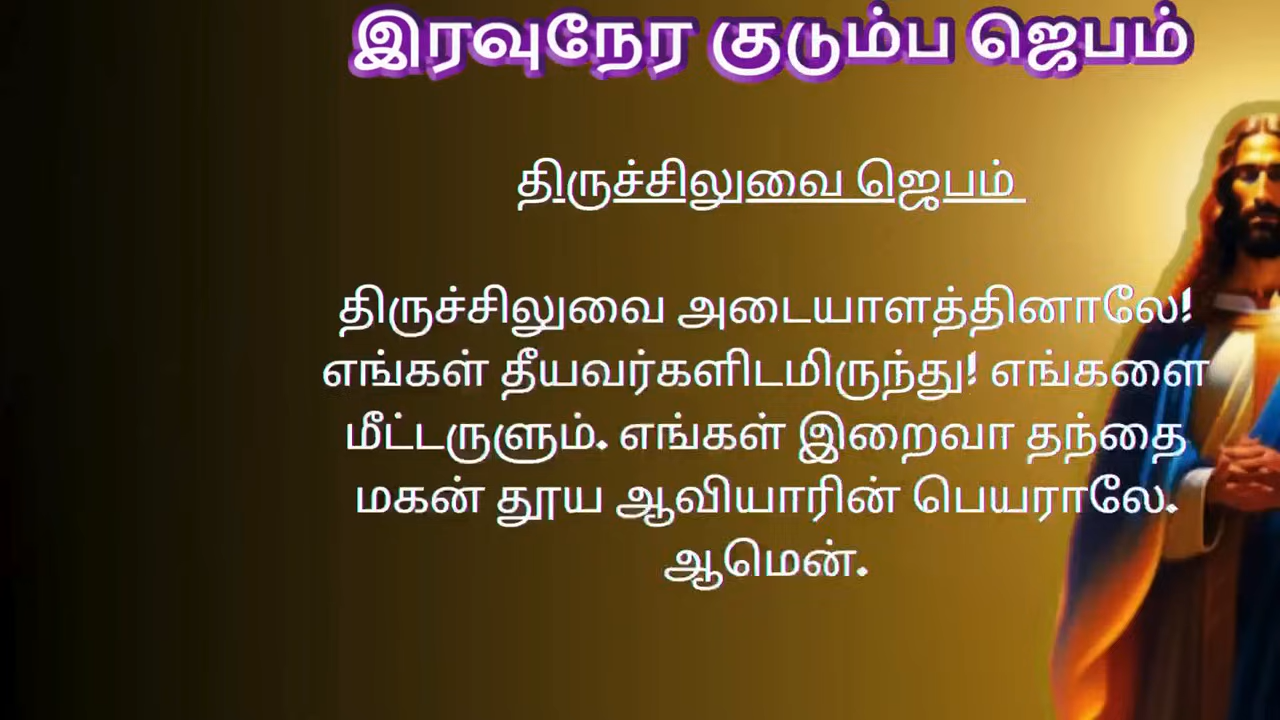 இரவுநேர குடும்ப ஜெபம்
திருச்சிலுவை ஜெபம்
திருச்சிலுவை அடையாளத்தினாலே!
எங்கள் தீயவர்களிடமிருந்து! எங்களை
மீட்டருளும். எங்கள் இறைவா தந்தை
மகன் தூய ஆவியாரின் பெயராலே.
ஆமென்.